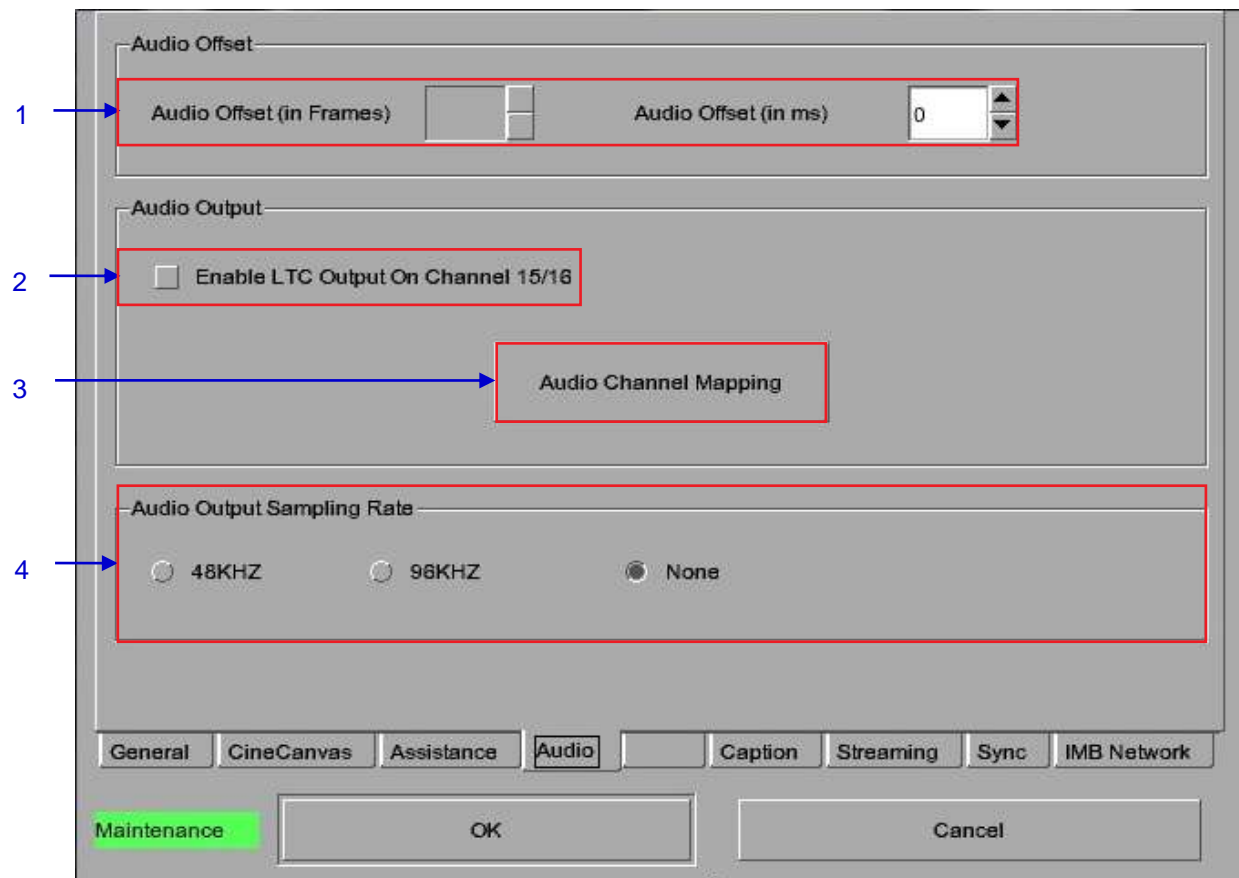 Audio Offset
1
Audio Offset (in Frames)
Audio Offset (in ms)
0
Audio Output
2
Enable LTC Output On Channel 15/16
3
Audio Channel Mapping
Audio Output Sampling Rate
4
48KHZ
96KHZ
None
General
CineCanvas
Assistance
Audio
Caption
Streaming
Sync
IMB Network
Maintenance
OK
Cancel